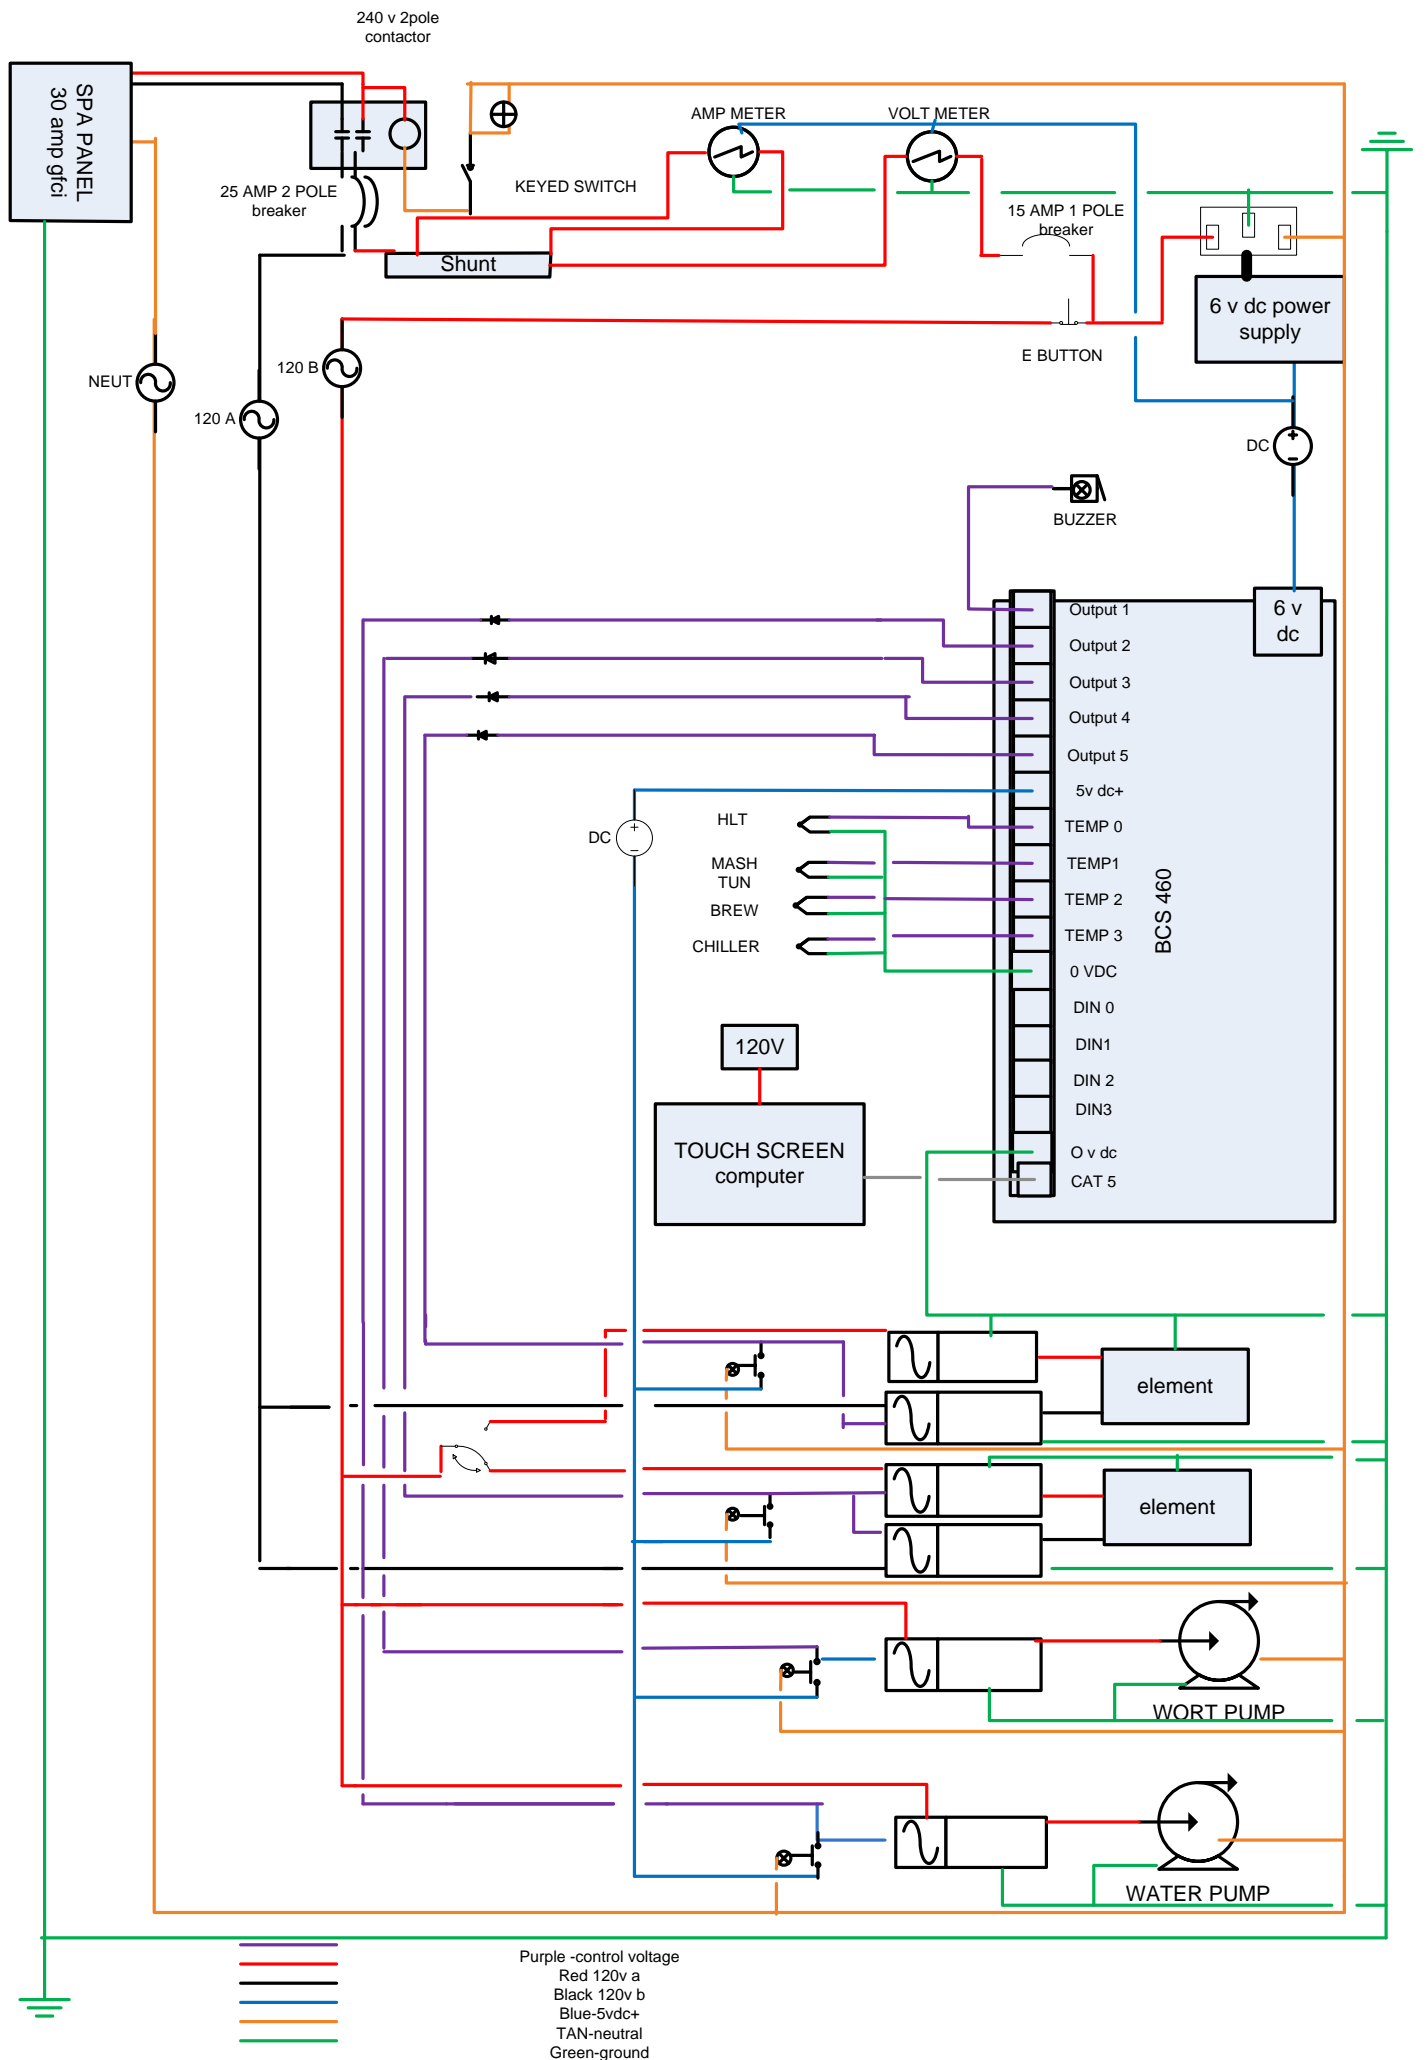 240 v 2pole
contactor
SPA PANEL
30 amp gfci
AMP METER
VOLT METER
KEYED SWITCH
25 AMP 2 POLE
breaker
15 AMP 1 POLE
breaker
Shunt
6 v dc power
supply
E BUTTON
120 B
NEUT
120 A
DC
BUZZER
Output 1
6 v
dc
Output 2
Output 3
Output 4
Output 5
5v dc+
HLT
TEMP 0
DC
MASH
TUN
TEMP1
BREW
TEMP 2
CHILLER
TEMP 3
BCS 460
0 VDC
DIN 0
120V
DIN1
DIN 2
DIN3
TOUCH SCREEN
computer
O v dc
CAT 5
element
element
WORT PUMP
WATER PUMP
Purple -control voltage
Red 120v a
Black 120v b
Blue-5vdc+
TAN-neutral
Green-ground